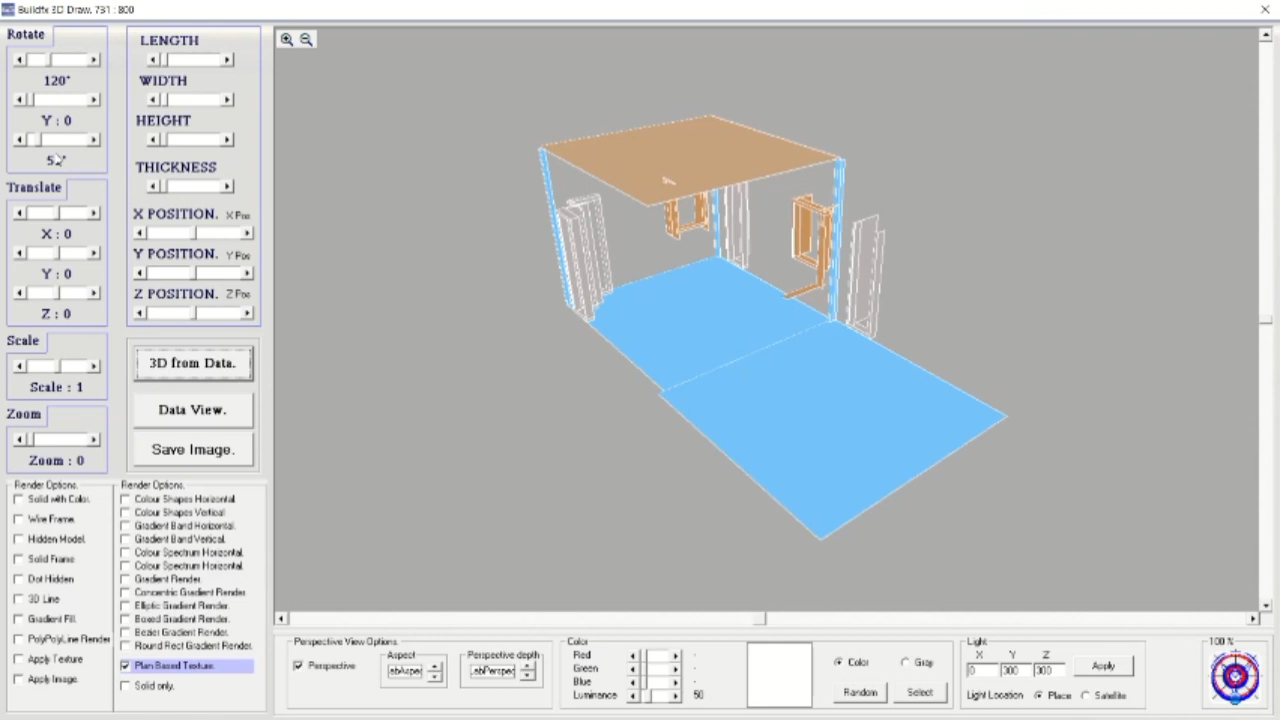 Buildfx 3D Draw. 731 : 800
Rotate
120°
Y : 0
Translate
X : 0
Y : 0
Z : 0
Scale
Scale : 1
Zoom
Zoom : 0
LENGTH
WIDTH
HEIGHT
THICKNESS
X POSITION. X Pos
Y POSITION. Y Pos
Z POSITION. Z Pos
3D from Data.
Data View.
Save Image.
Render Options.
Solid with Color.
Wire Frame.
Hidden Model.
Solid Frame
Dot Hidden
3D Line
Gradient Fill.
PolyPolyLine Render
Apply Texture
Apply Image.
Render Options.
Colour Shapes Horizontal
Colour Shapes Vertical
Gradient Band Horizontal.
Gradient Band Vertical.
Colour Spectrum Horizontal.
Colour Spectrum Horizontal.
Gradient Render.
Concentric Gradient Render
Elliptic Gradient Render.
Boxed Gradient Render.
Bezier Gradient Render.
Round Rect Gradient Render.
Plan Based Texture.
Solid only.
Perspective View Options.
Perspective
Aspect
Perspective depth
Color
Red
Green
Blue
Luminance
50
Color
Gray
Random
Select
Light
X Y Z
0 300 300
Apply
Light Location
Place
Satellite
100 %